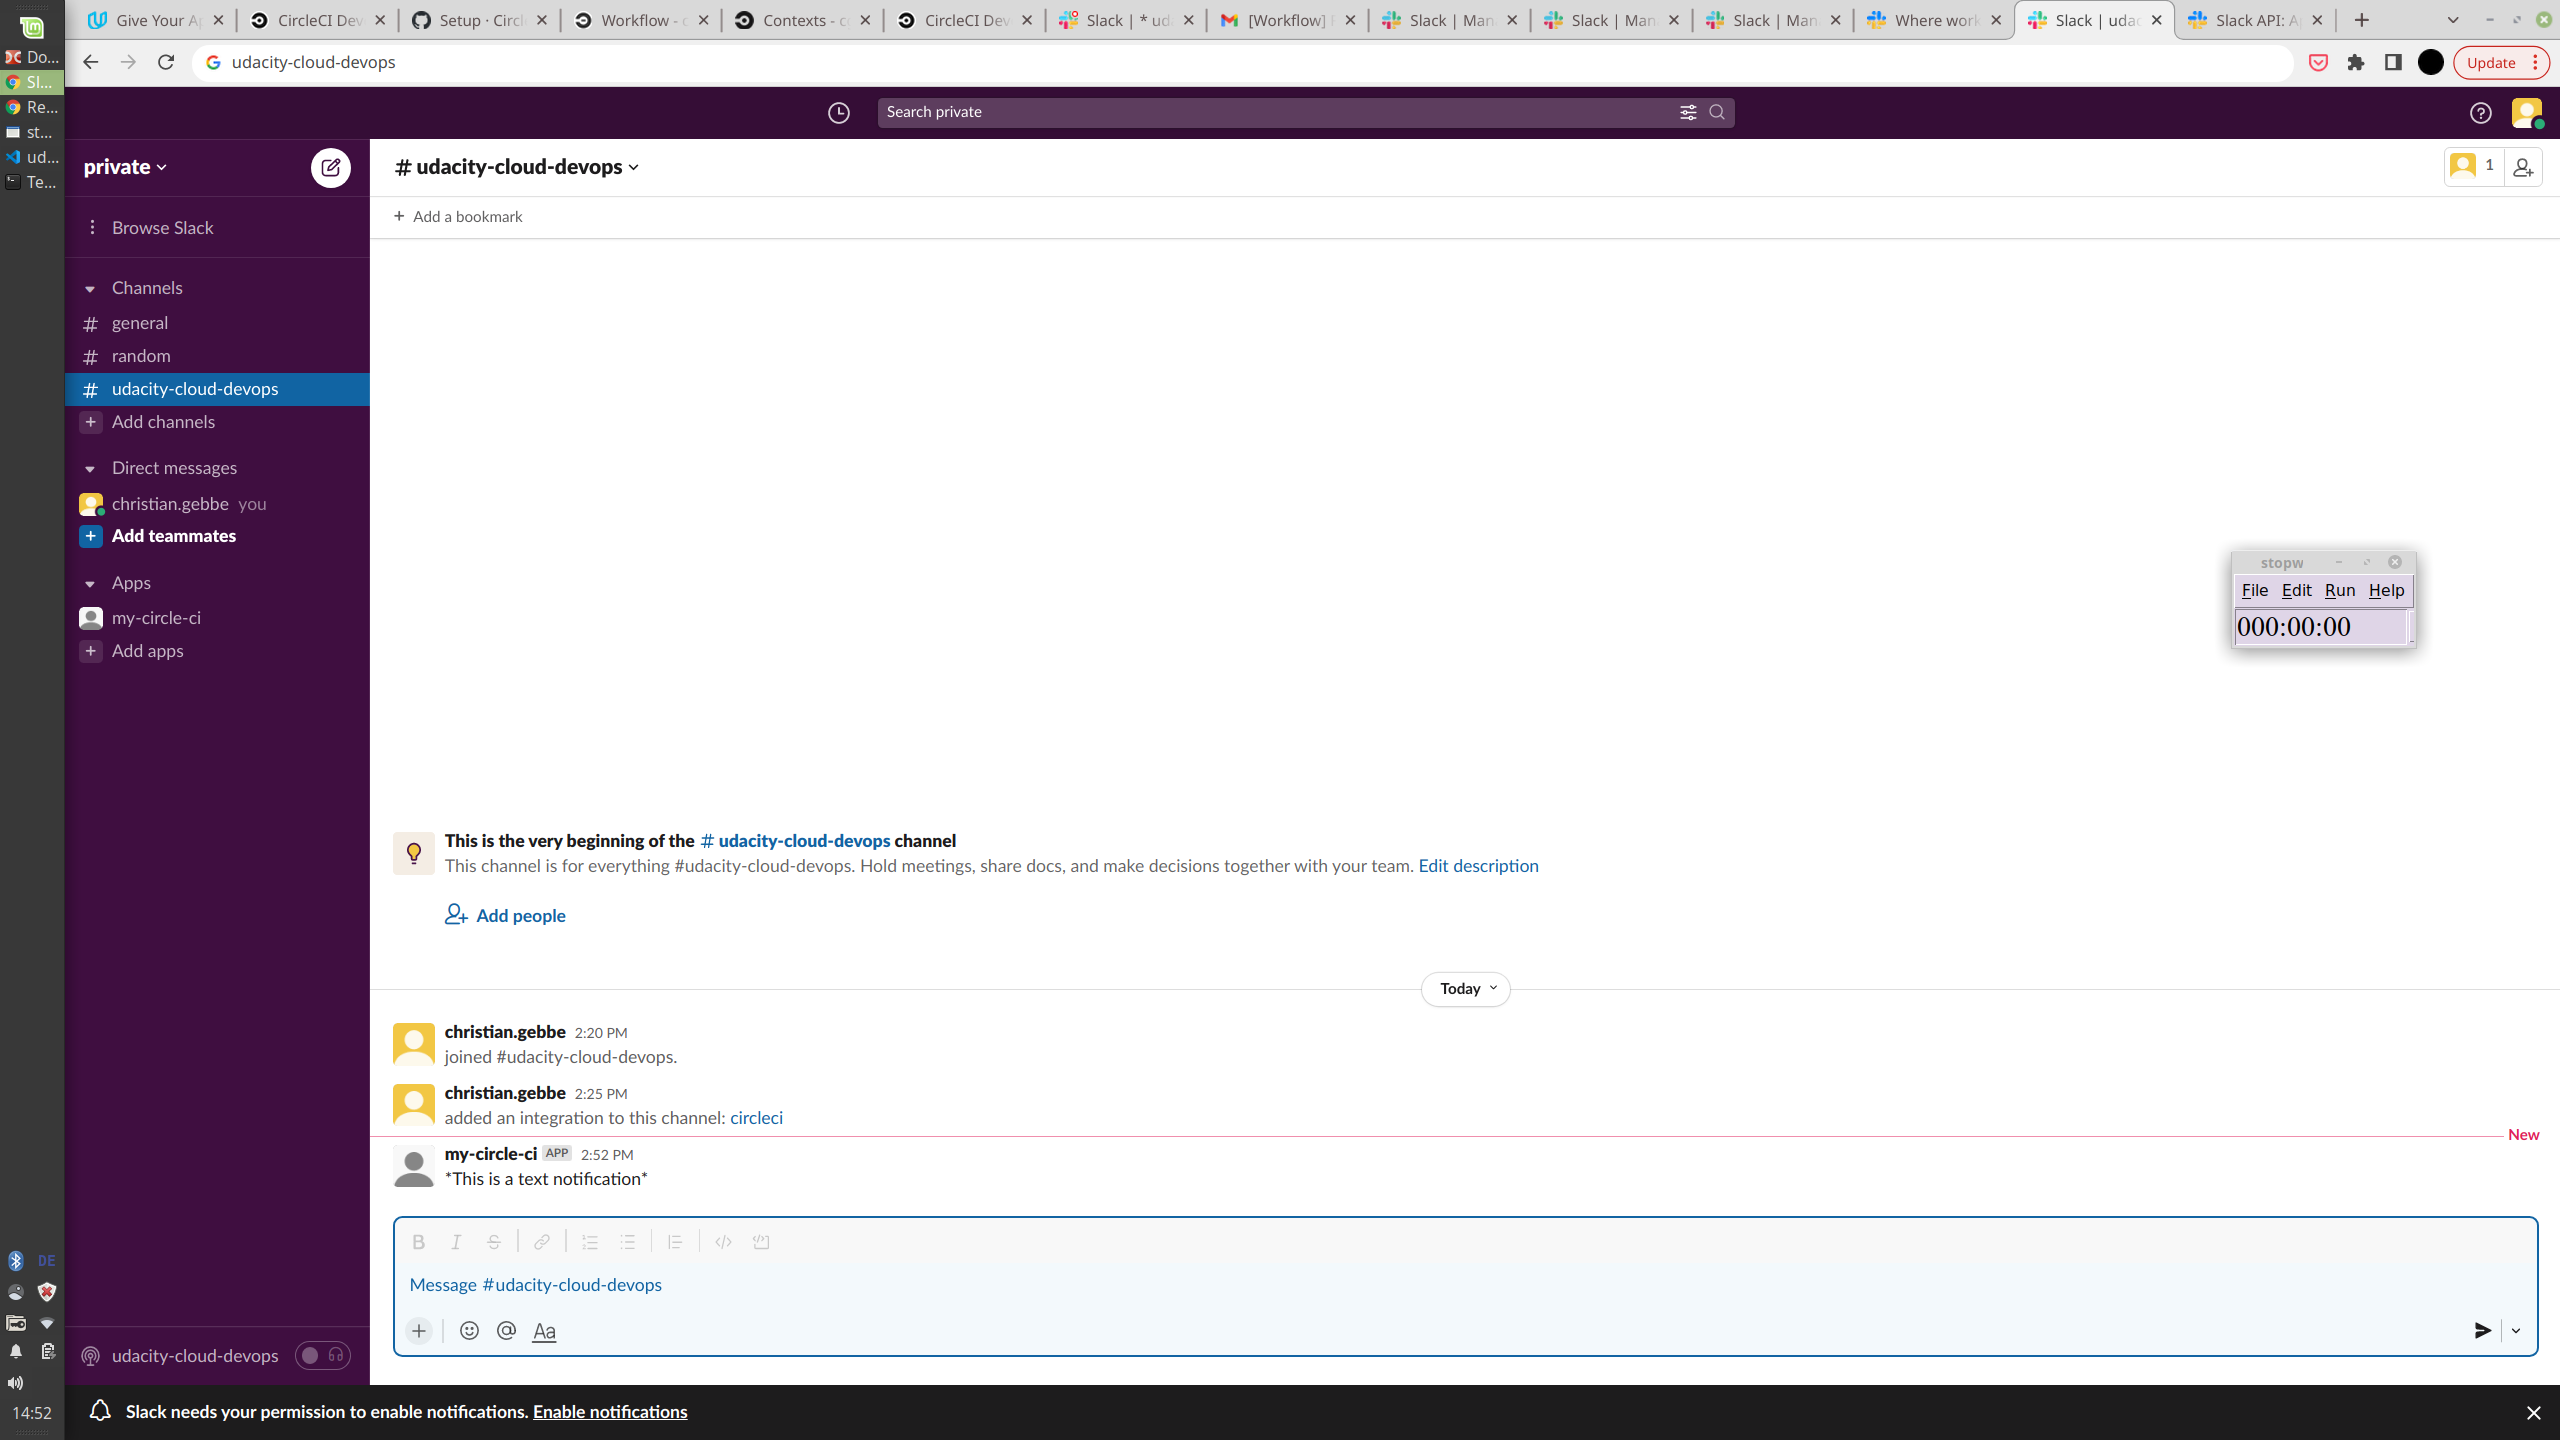 Give Your A
CircleCI Dev
Setup · Circl
Workflow - c
Contexts - c
CircleCI Dev
Slack | * uda
[Workflow]
Slack | Man
Slack | Man
Slack | Man
Where work
Slack | udac
Slack API: A
Do...
Sl...
Re...
st...
ud...
Te...
udacity-cloud-devops
Update
Search private
private
# udacity-cloud-devops
1
+ Add a bookmark
Browse Slack
Channels
# general
# random
# udacity-cloud-devops
+ Add channels
Direct messages
christian.gebbe you
+ Add teammates
Apps
my-circle-ci
+ Add apps
stopw
File Edit Run Help
000:00:00
This is the very beginning of the # udacity-cloud-devops channel
This channel is for everything #udacity-cloud-devops. Hold meetings, share docs, and make decisions together with your team. Edit description
Add people
Today
christian.gebbe 2:20 PM
joined #udacity-cloud-devops.
christian.gebbe 2:25 PM
added an integration to this channel: circleci
New
my-circle-ci APP 2:52 PM
*This is a text notification*
B I S
Message #udacity-cloud-devops
+ @ Aa
udacity-cloud-devops
DE
14:52
Slack needs your permission to enable notifications. Enable notifications